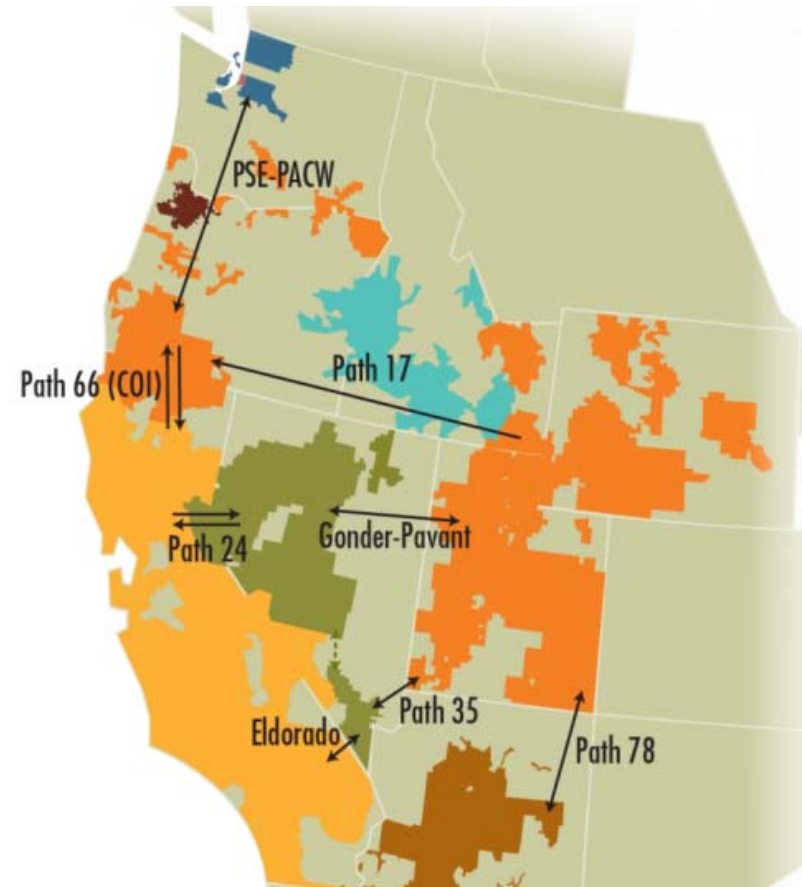 PSE-PACW
Path 17
Path 66 (COI)
Gonder-Pavant
Path 24
Path 35
Eldorado
Path 78